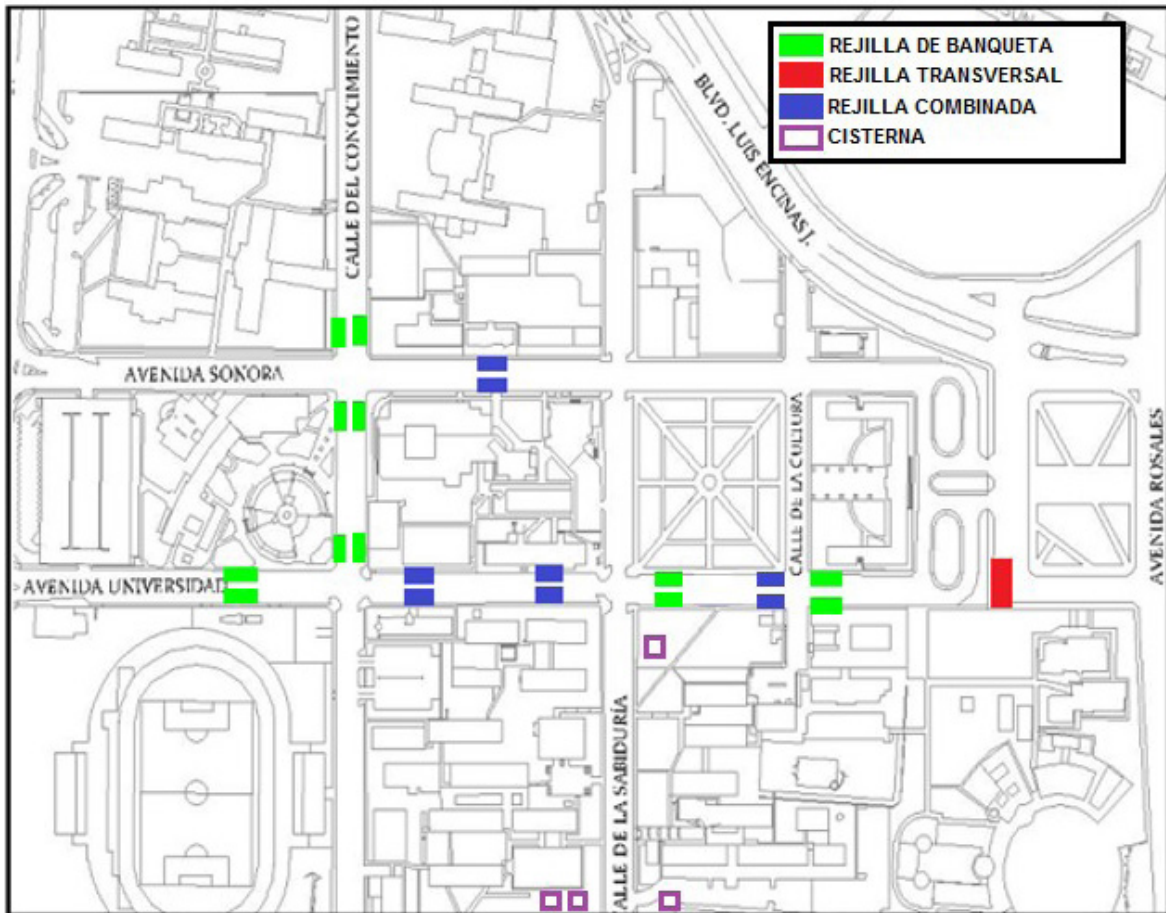 REJILLA DE BANQUETA
REJILLA TRANSVERSAL
REJILLA COMBINADA
CISTERNA
CALLE DEL CONOCIMIENTO
BLVD. LUIS ENCINAS J.
AVENIDA SONORA
CALLE DE LA CULTURA
AVENIDA ROSALES
AVENIDA UNIVERSIDAD
CALLE DE LA SABIDURÍA